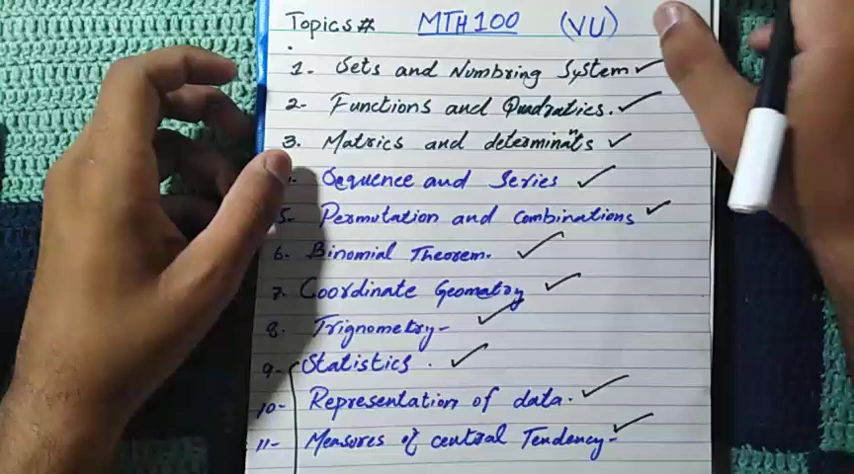 Topics# MTH100 (VU)
1- Sets and Numbring System
2- Functions and Quadratics.
3. Matrics and determinants
4. Sequence and Series
5- Permutation and Combinations
6- Binomial Theorem.
7. Coordinate Geometry
8. Trignometry-
9- Statistics.
10- Representation of data.
11- Measures of central Tendency-